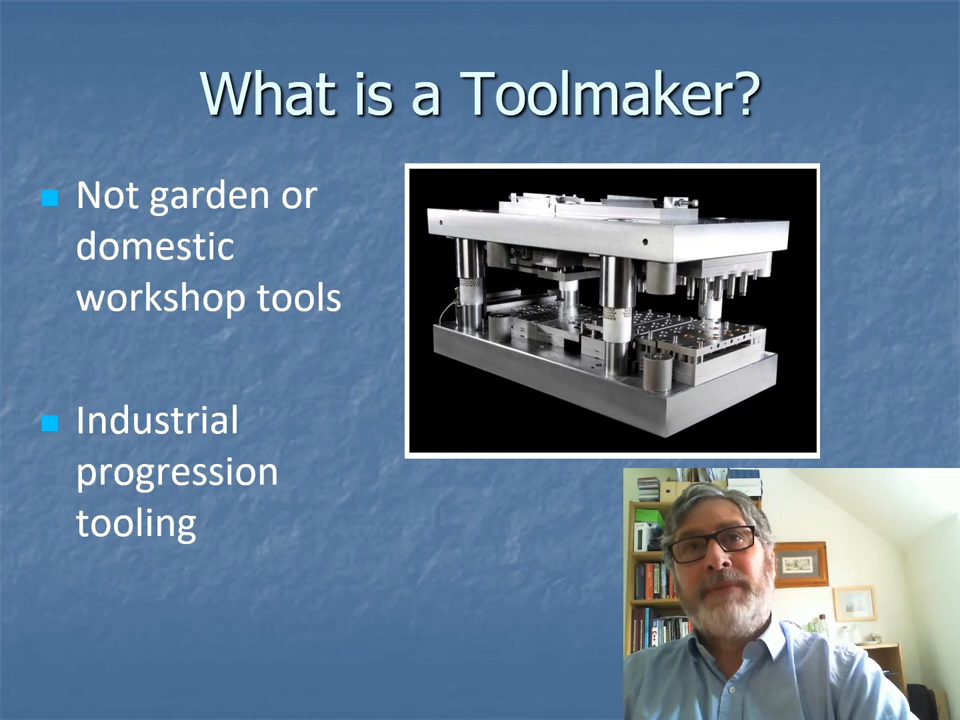 What is a Toolmaker?
Not garden or
domestic
workshop tools
Industrial
progression
tooling